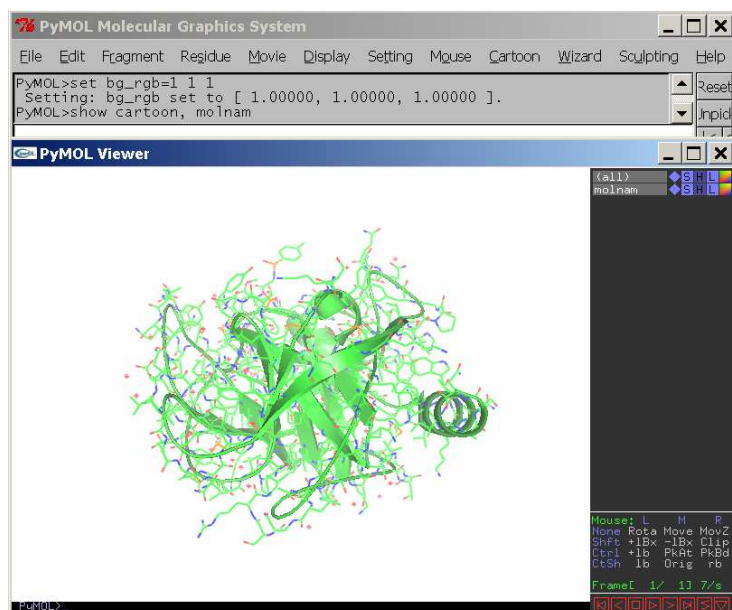 PyMOL Molecular Graphics System
File Edit Fragment Residue Movie Display Setting Mouse Cartoon Wizard Sculpting Help
PyMOL>set bg_rgb=1 1 1
Setting: bg_rgb set to [ 1.00000, 1.00000, 1.00000 ].
PyMOL>show cartoon, molnam
Reset
Unpick
PyMOL Viewer
(all) S H L
molnam S H L
Mouse: L M R
None Rota Move MovZ
Shft +lBx -lBx Clip
Ctrl +lb PkAt PkBd
CtSh lb Orig rb
Frame[ 1/ 1] 7/s
PyMOL>